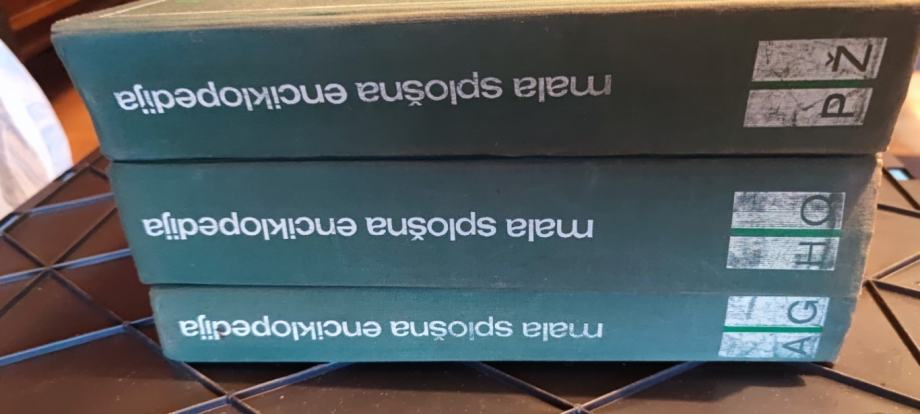 mala splošna enciklopedija
P Ž
mala splošna enciklopedija
H O
mala splošna enciklopedija
A G